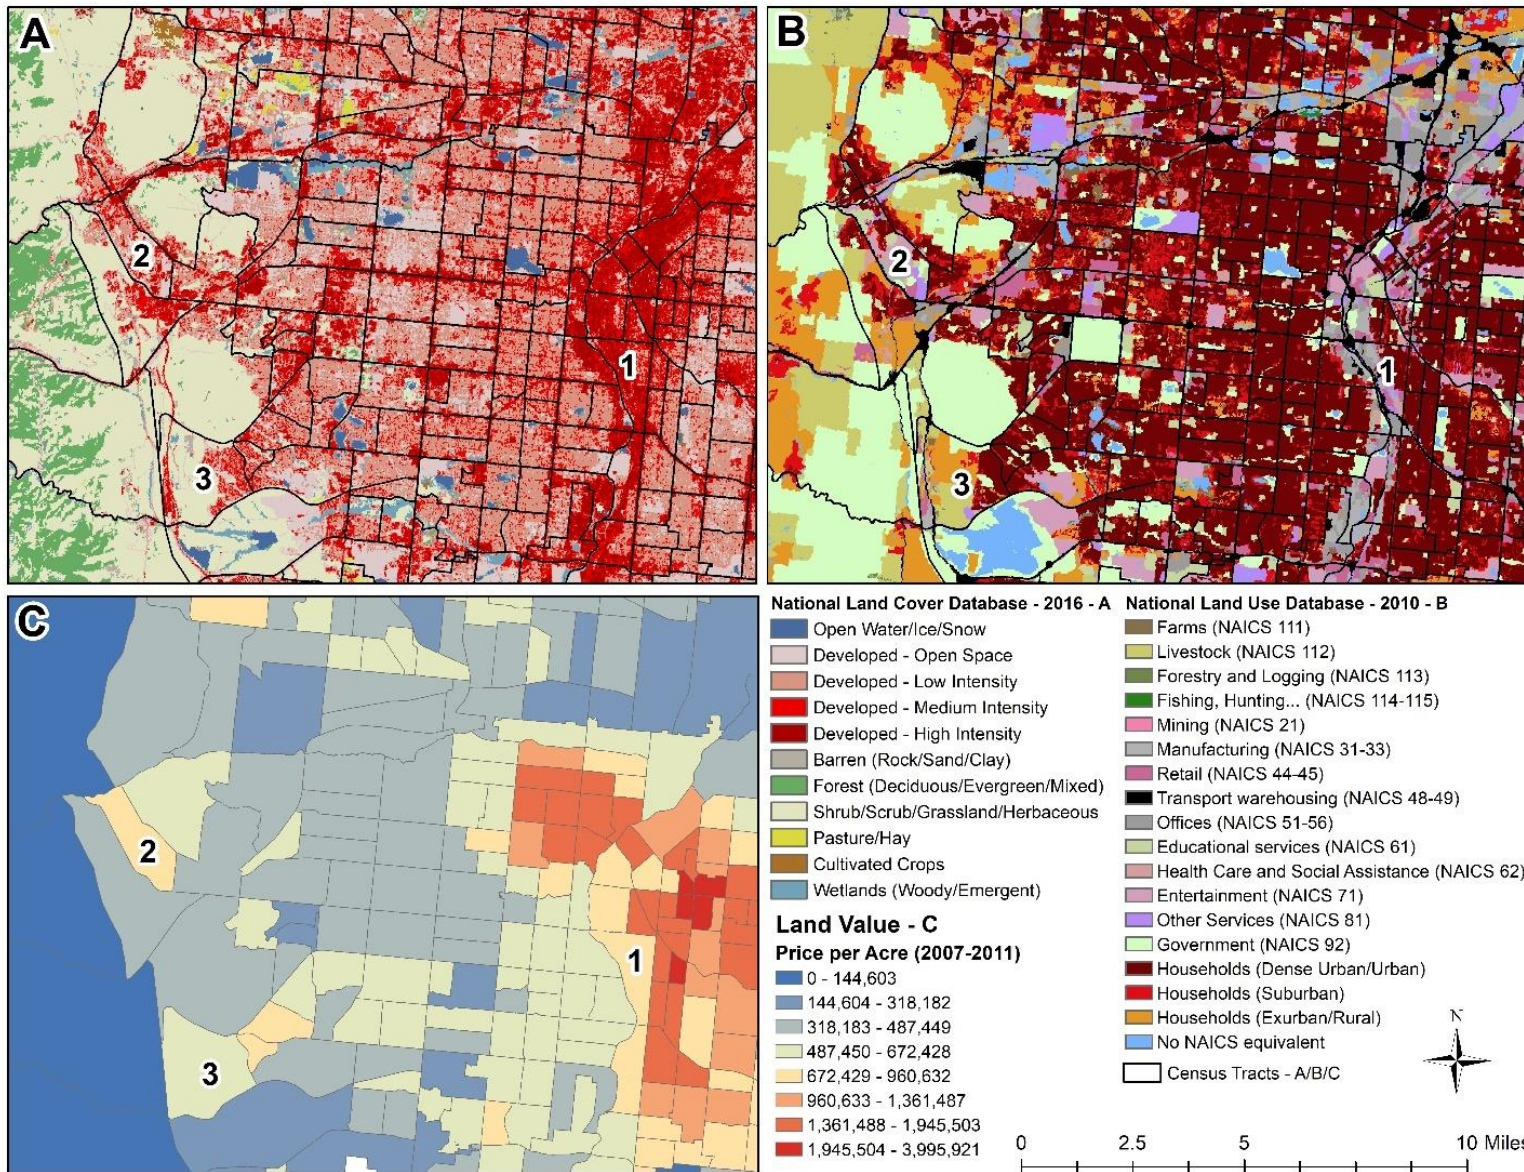 A
B
2
2
1
1
3
3
C
2
1
3
National Land Cover Database - 2016 - A
Open Water/Ice/Snow
Developed - Open Space
Developed - Low Intensity
Developed - Medium Intensity
Developed - High Intensity
Barren (Rock/Sand/Clay)
Forest (Deciduous/Evergreen/Mixed)
Shrub/Scrub/Grassland/Herbaceous
Pasture/Hay
Cultivated Crops
Wetlands (Woody/Emergent)
Land Value - C
Price per Acre (2007-2011)
0 - 144,603
144,604 - 318,182
318,183 - 487,449
487,450 - 672,428
672,429 - 960,632
960,633 - 1,361,487
1,361,488 - 1,945,503
1,945,504 - 3,995,921
National Land Use Database - 2010 - B
Farms (NAICS 111)
Livestock (NAICS 112)
Forestry and Logging (NAICS 113)
Fishing, Hunting... (NAICS 114-115)
Mining (NAICS 21)
Manufacturing (NAICS 31-33)
Retail (NAICS 44-45)
Transport warehousing (NAICS 48-49)
Offices (NAICS 51-56)
Educational services (NAICS 61)
Health Care and Social Assistance (NAICS 62)
Entertainment (NAICS 71)
Other Services (NAICS 81)
Government (NAICS 92)
Households (Dense Urban/Urban)
Households (Suburban)
Households (Exurban/Rural)
No NAICS equivalent
Census Tracts - A/B/C
N
0 2.5 5 10 Miles